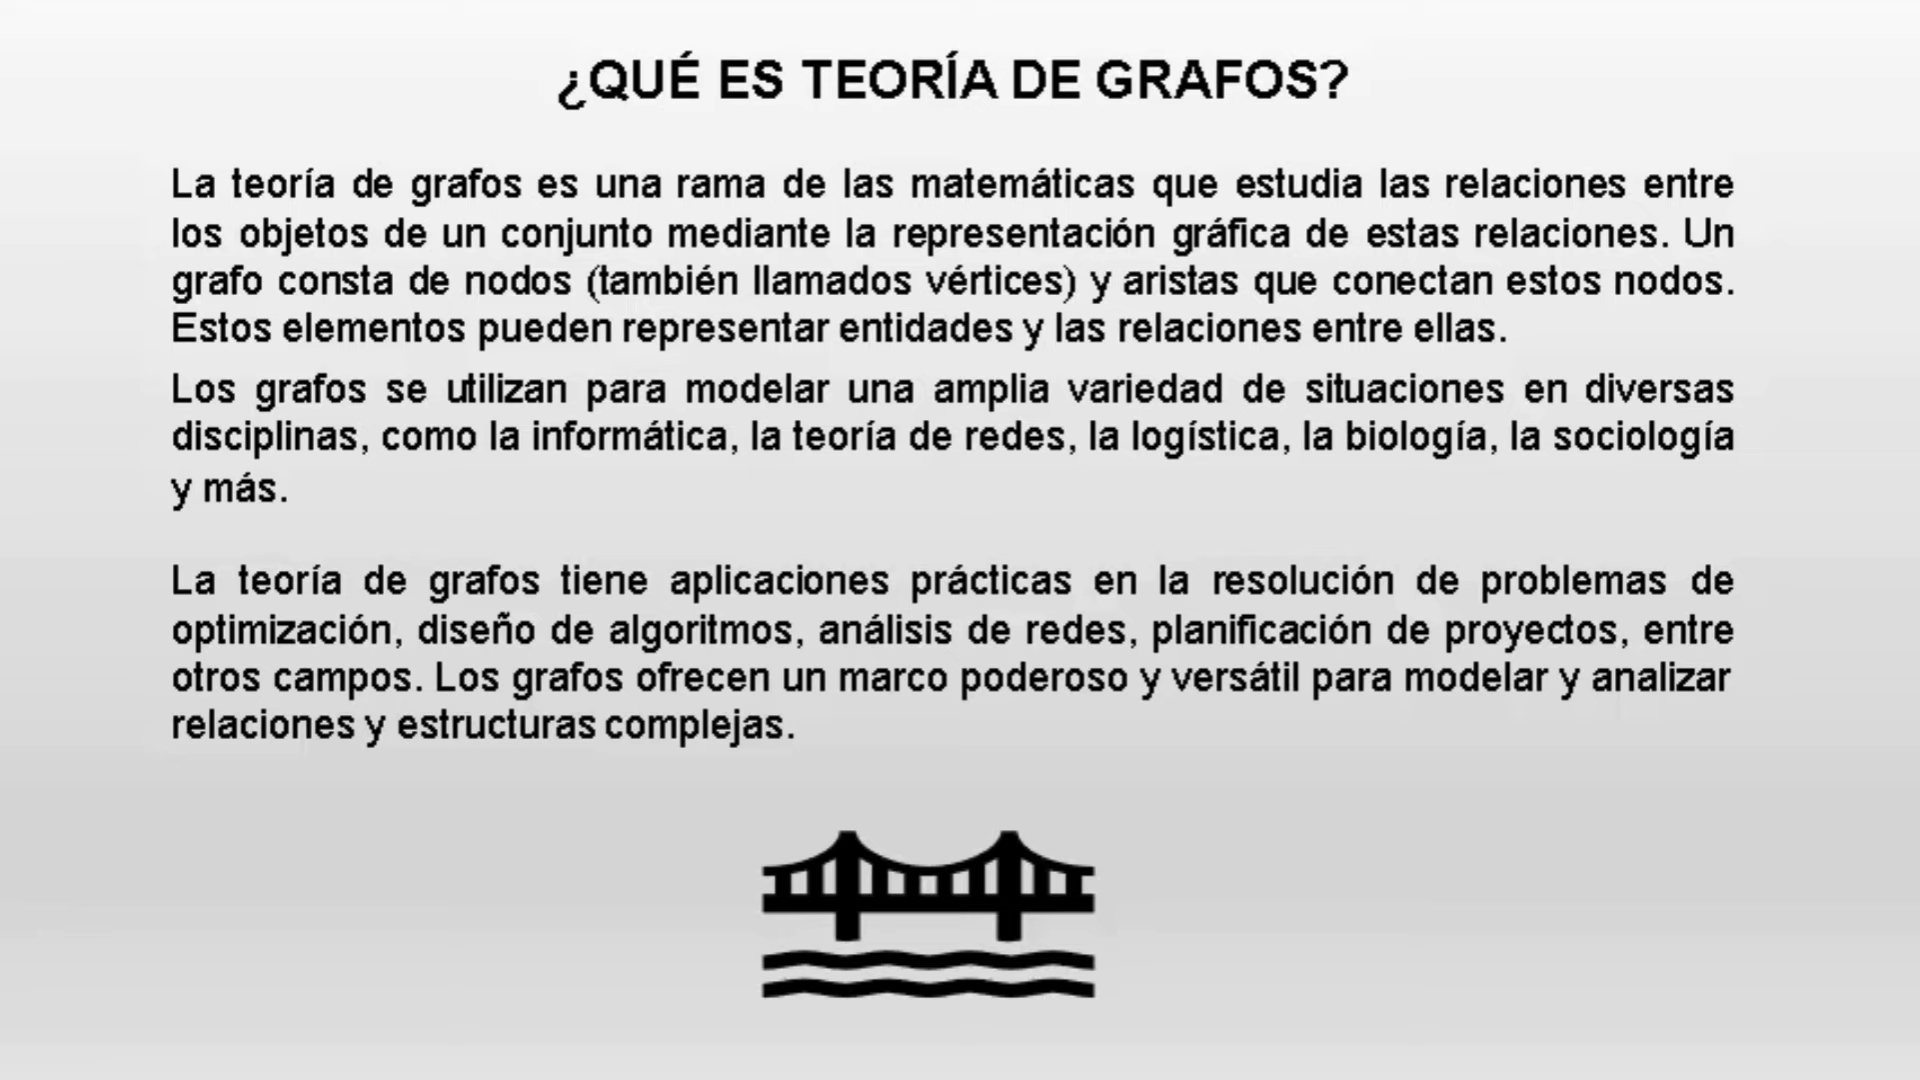 ¿QUÉ ES TEORÍA DE GRAFOS?
La teoría de grafos es una rama de las matemáticas que estudia las relaciones entre
los objetos de un conjunto mediante la representación gráfica de estas relaciones. Un
grafo consta de nodos (también llamados vértices) y aristas que conectan estos nodos.
Estos elementos pueden representar entidades y las relaciones entre ellas.
Los grafos se utilizan para modelar una amplia variedad de situaciones en diversas
disciplinas, como la informática, la teoría de redes, la logística, la biología, la sociología
y más.
La teoría de grafos tiene aplicaciones prácticas en la resolución de problemas de
optimización, diseño de algoritmos, análisis de redes, planificación de proyectos, entre
otros campos. Los grafos ofrecen un marco poderoso y versátil para modelar y analizar
relaciones y estructuras complejas.